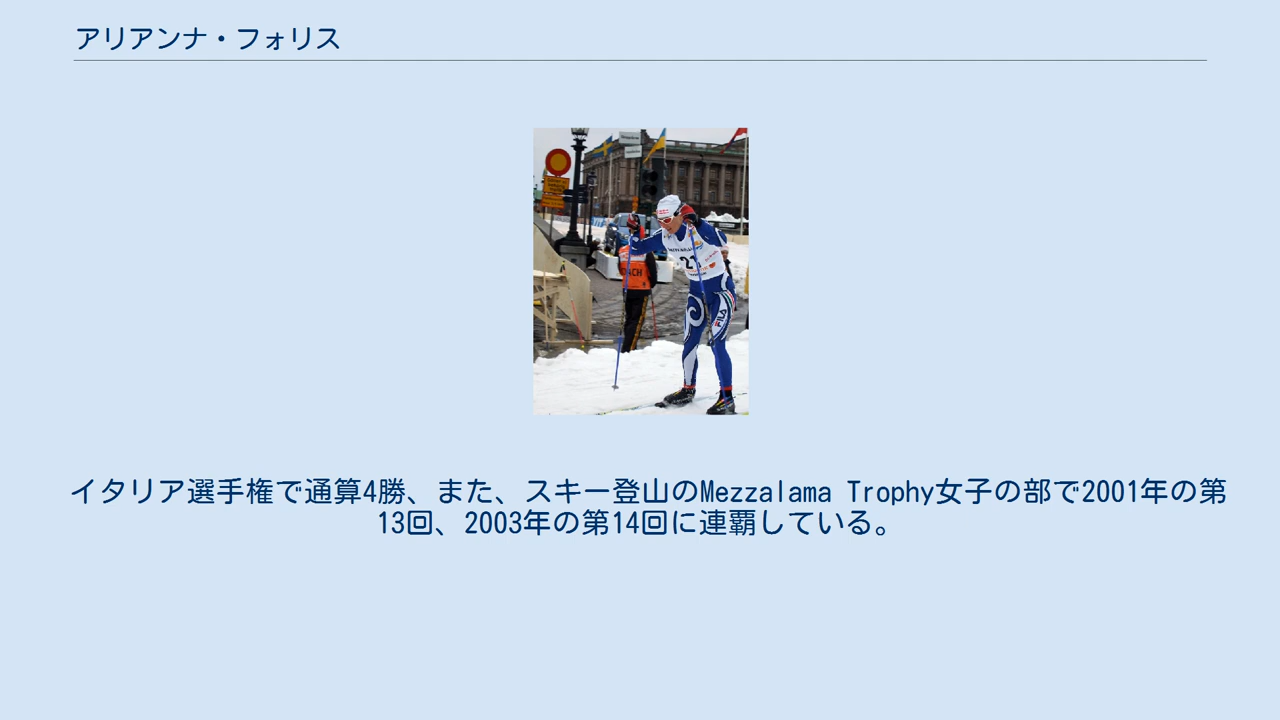 アリアンナ・フォリス
21
FILA
イタリア選手権で通算4勝、また、スキー登山のMezzalama Trophy女子の部で2001年の第
13回、2003年の第14回に連覇している。